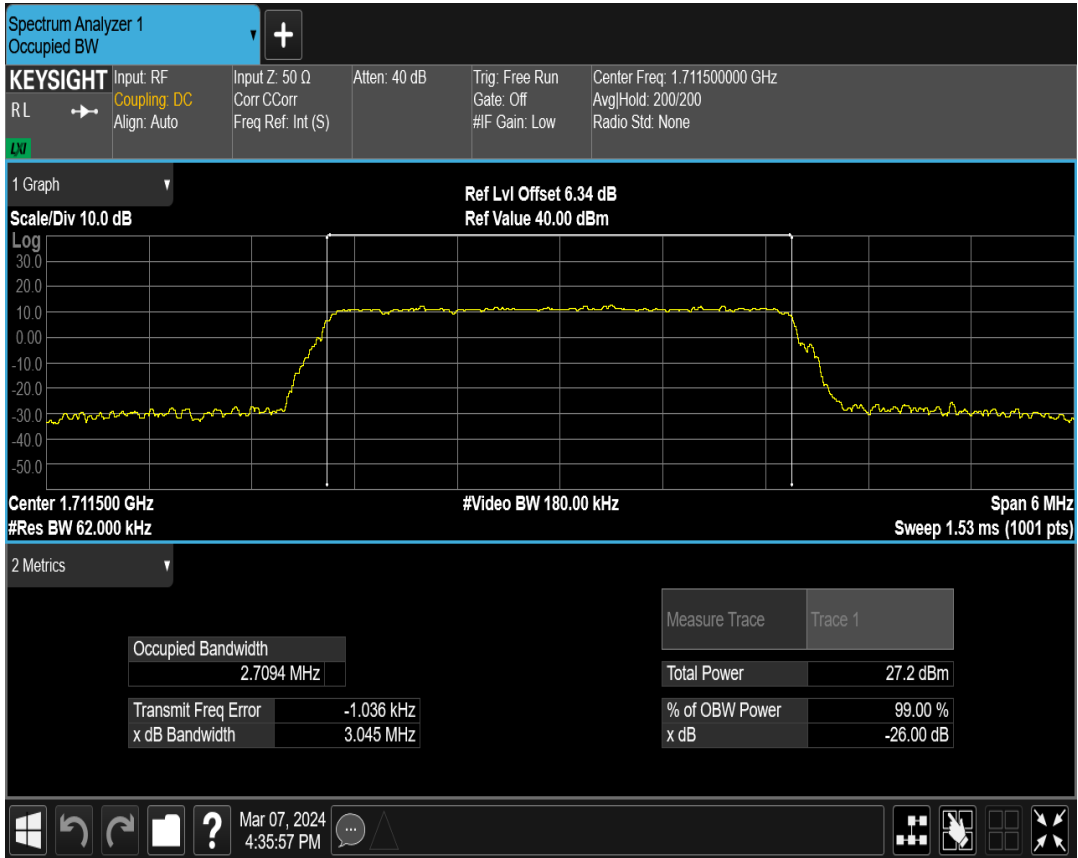 Spectrum Analyzer 1
Occupied BW
+
KEYSIGHT
RL
LXI
Input: RF
Coupling: DC
Align: Auto
Input Z: 50 Ω
Corr CCorr
Freq Ref: Int (S)
Atten: 40 dB
Trig: Free Run
Gate: Off
#IF Gain: Low
Center Freq: 1.711500000 GHz
Avg|Hold: 200/200
Radio Std: None
1 Graph
Scale/Div 10.0 dB
Ref Lvl Offset 6.34 dB
Ref Value 40.00 dBm
Log
30.0
20.0
10.0
0.00
-10.0
-20.0
-30.0
-40.0
-50.0
Center 1.711500 GHz
#Video BW 180.00 kHz
Span 6 MHz
#Res BW 62.000 kHz
Sweep 1.53 ms (1001 pts)
2 Metrics
Measure Trace
Trace 1
Occupied Bandwidth
2.7094 MHz
Total Power
27.2 dBm
Transmit Freq Error
-1.036 kHz
% of OBW Power
99.00 %
x dB Bandwidth
3.045 MHz
x dB
-26.00 dB
?
Mar 07, 2024
4:35:57 PM